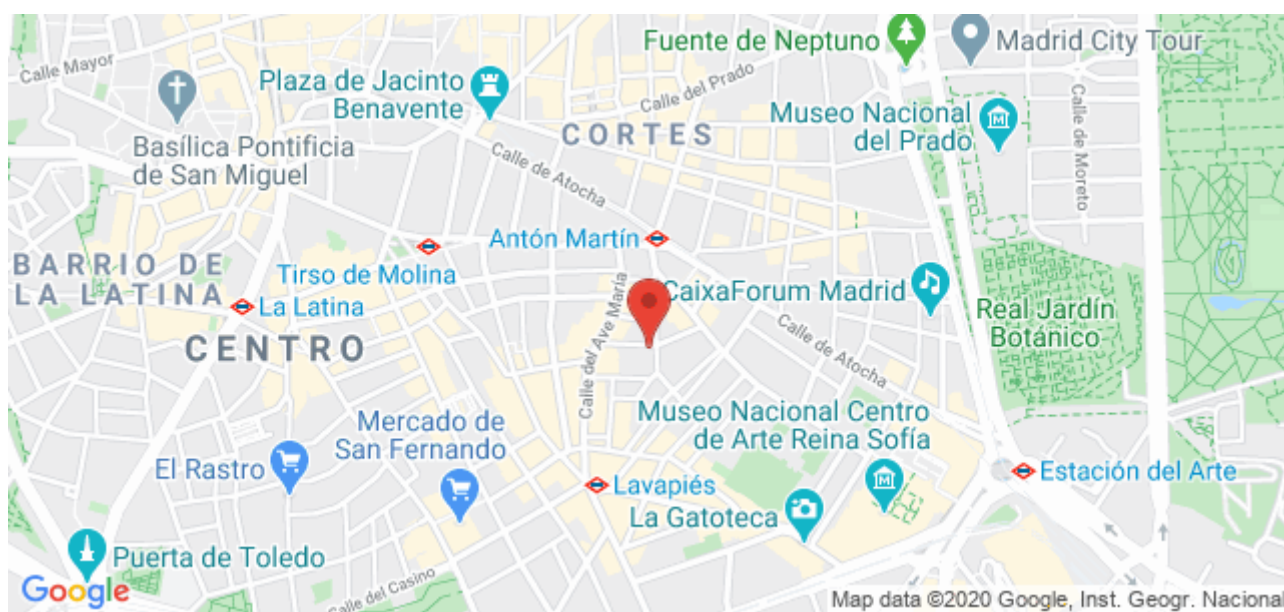 Fuente de Neptuno
Madrid City Tour
Calle Mayor
Plaza de Jacinto
Benavente
Calle del Prado
Calle de Moreto
Museo Nacional
del Prado
CORTES
Basílica Pontificia
de San Miguel
Calle de Atocha
Antón Martín
Tirso de Molina
BARRIO DE
LA LATINA
La Latina
CENTRO
Calle del Ave María
CaixaForum Madrid
Real Jardín
Botánico
Calle de Atocha
Mercado de
San Fernando
Museo Nacional Centro
de Arte Reina Sofía
El Rastro
Lavapiés
Estación del Arte
La Gatoteca
Puerta de Toledo
Calle del Casino
Google
Map data ©2020 Google, Inst. Geogr. Naciona